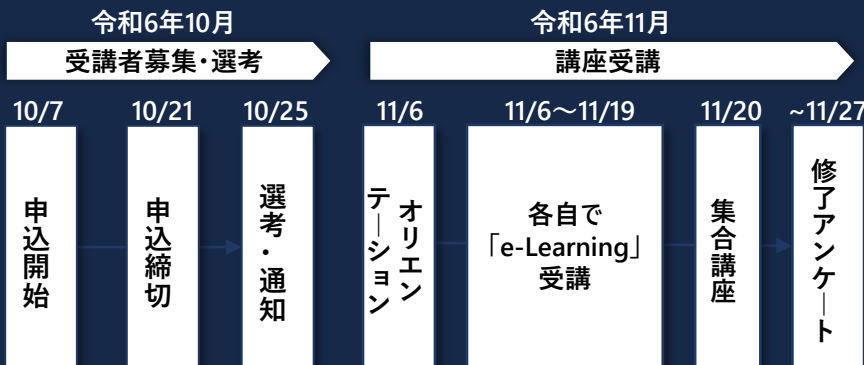 令和6年10月
令和6年11月
受講者募集・選考
講座受講
10/7
10/21
10/25
11/6
11/6～11/19
11/20
~11/27
申込開始
申込締切
選考・通知
オリエン
テーション
各自で
「e-Learning」
受講
集合講座
修了アンケート